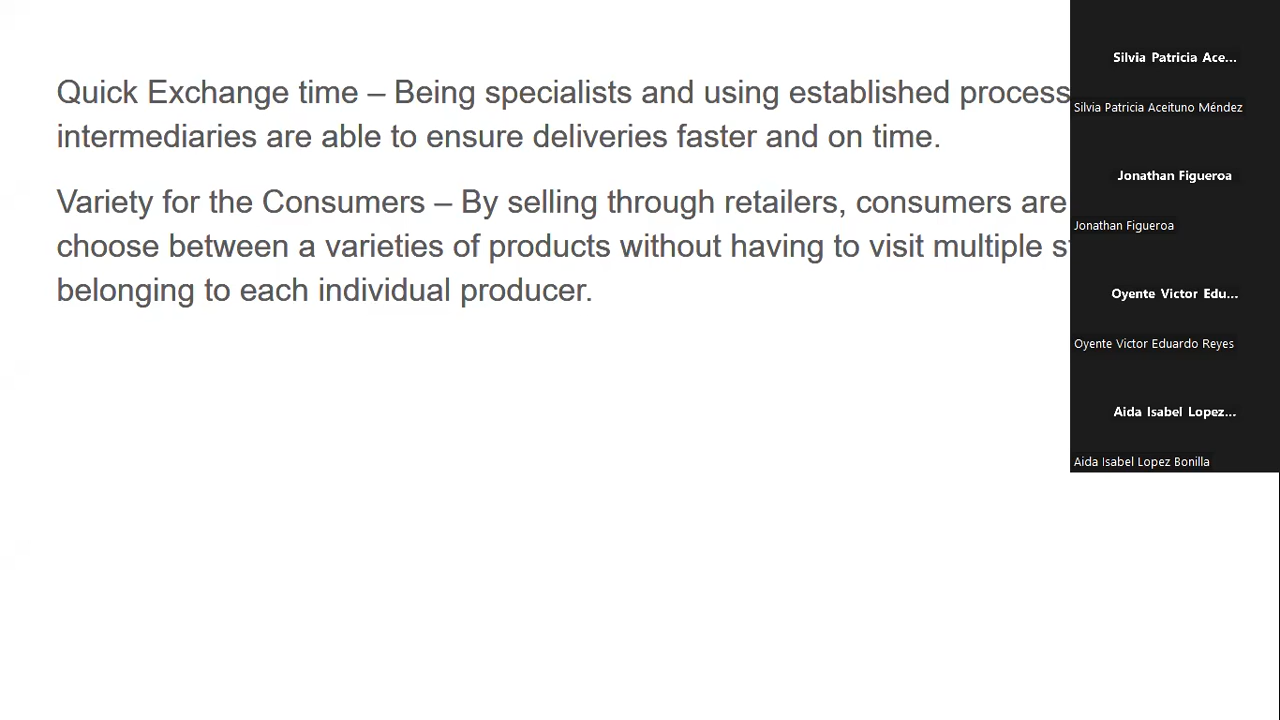 Quick Exchange time – Being specialists and using established process
intermediaries are able to ensure deliveries faster and on time.
Variety for the Consumers – By selling through retailers, consumers are
choose between a varieties of products without having to visit multiple
belonging to each individual producer.
Silvia Patricia Ace...
Silvia Patricia Aceituno Méndez
Jonathan Figueroa
Jonathan Figueroa
Oyente Victor Edu...
Oyente Victor Eduardo Reyes
Aida Isabel Lopez...
Aida Isabel Lopez Bonilla